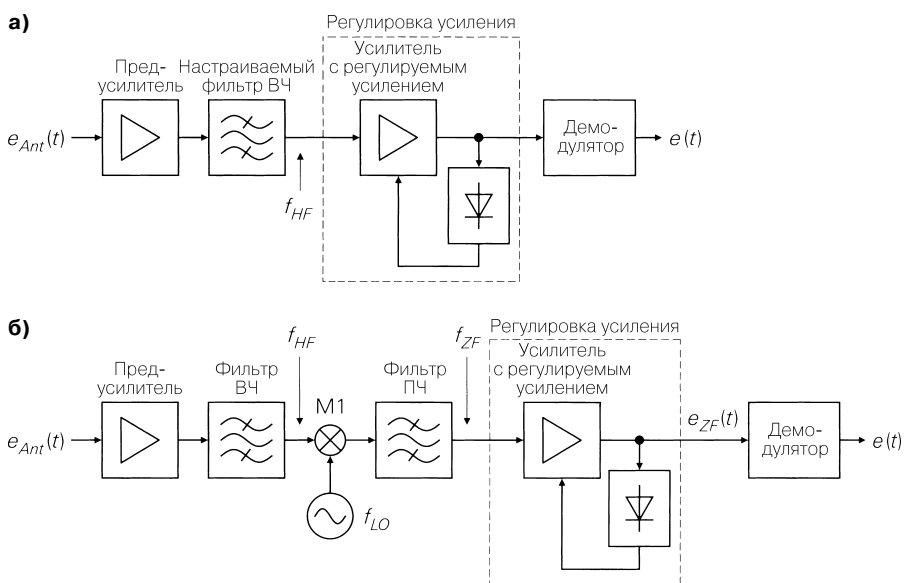 а)
Регулировка усиления
Пред-
усилитель
Настраиваемый
фильтр ВЧ
Усилитель
с регулируемым
усилением
e_Ant(t)
Демо-
дулятор
e(t)
f_HF
б)
Регулировка усиления
f_HF
f_ZF
Пред-
усилитель
Фильтр
ВЧ
M1
Фильтр
ПЧ
Усилитель
с регулируемым
усилением
e_Ant(t)
e_ZF(t)
Демо-
дулятор
e(t)
f_LO